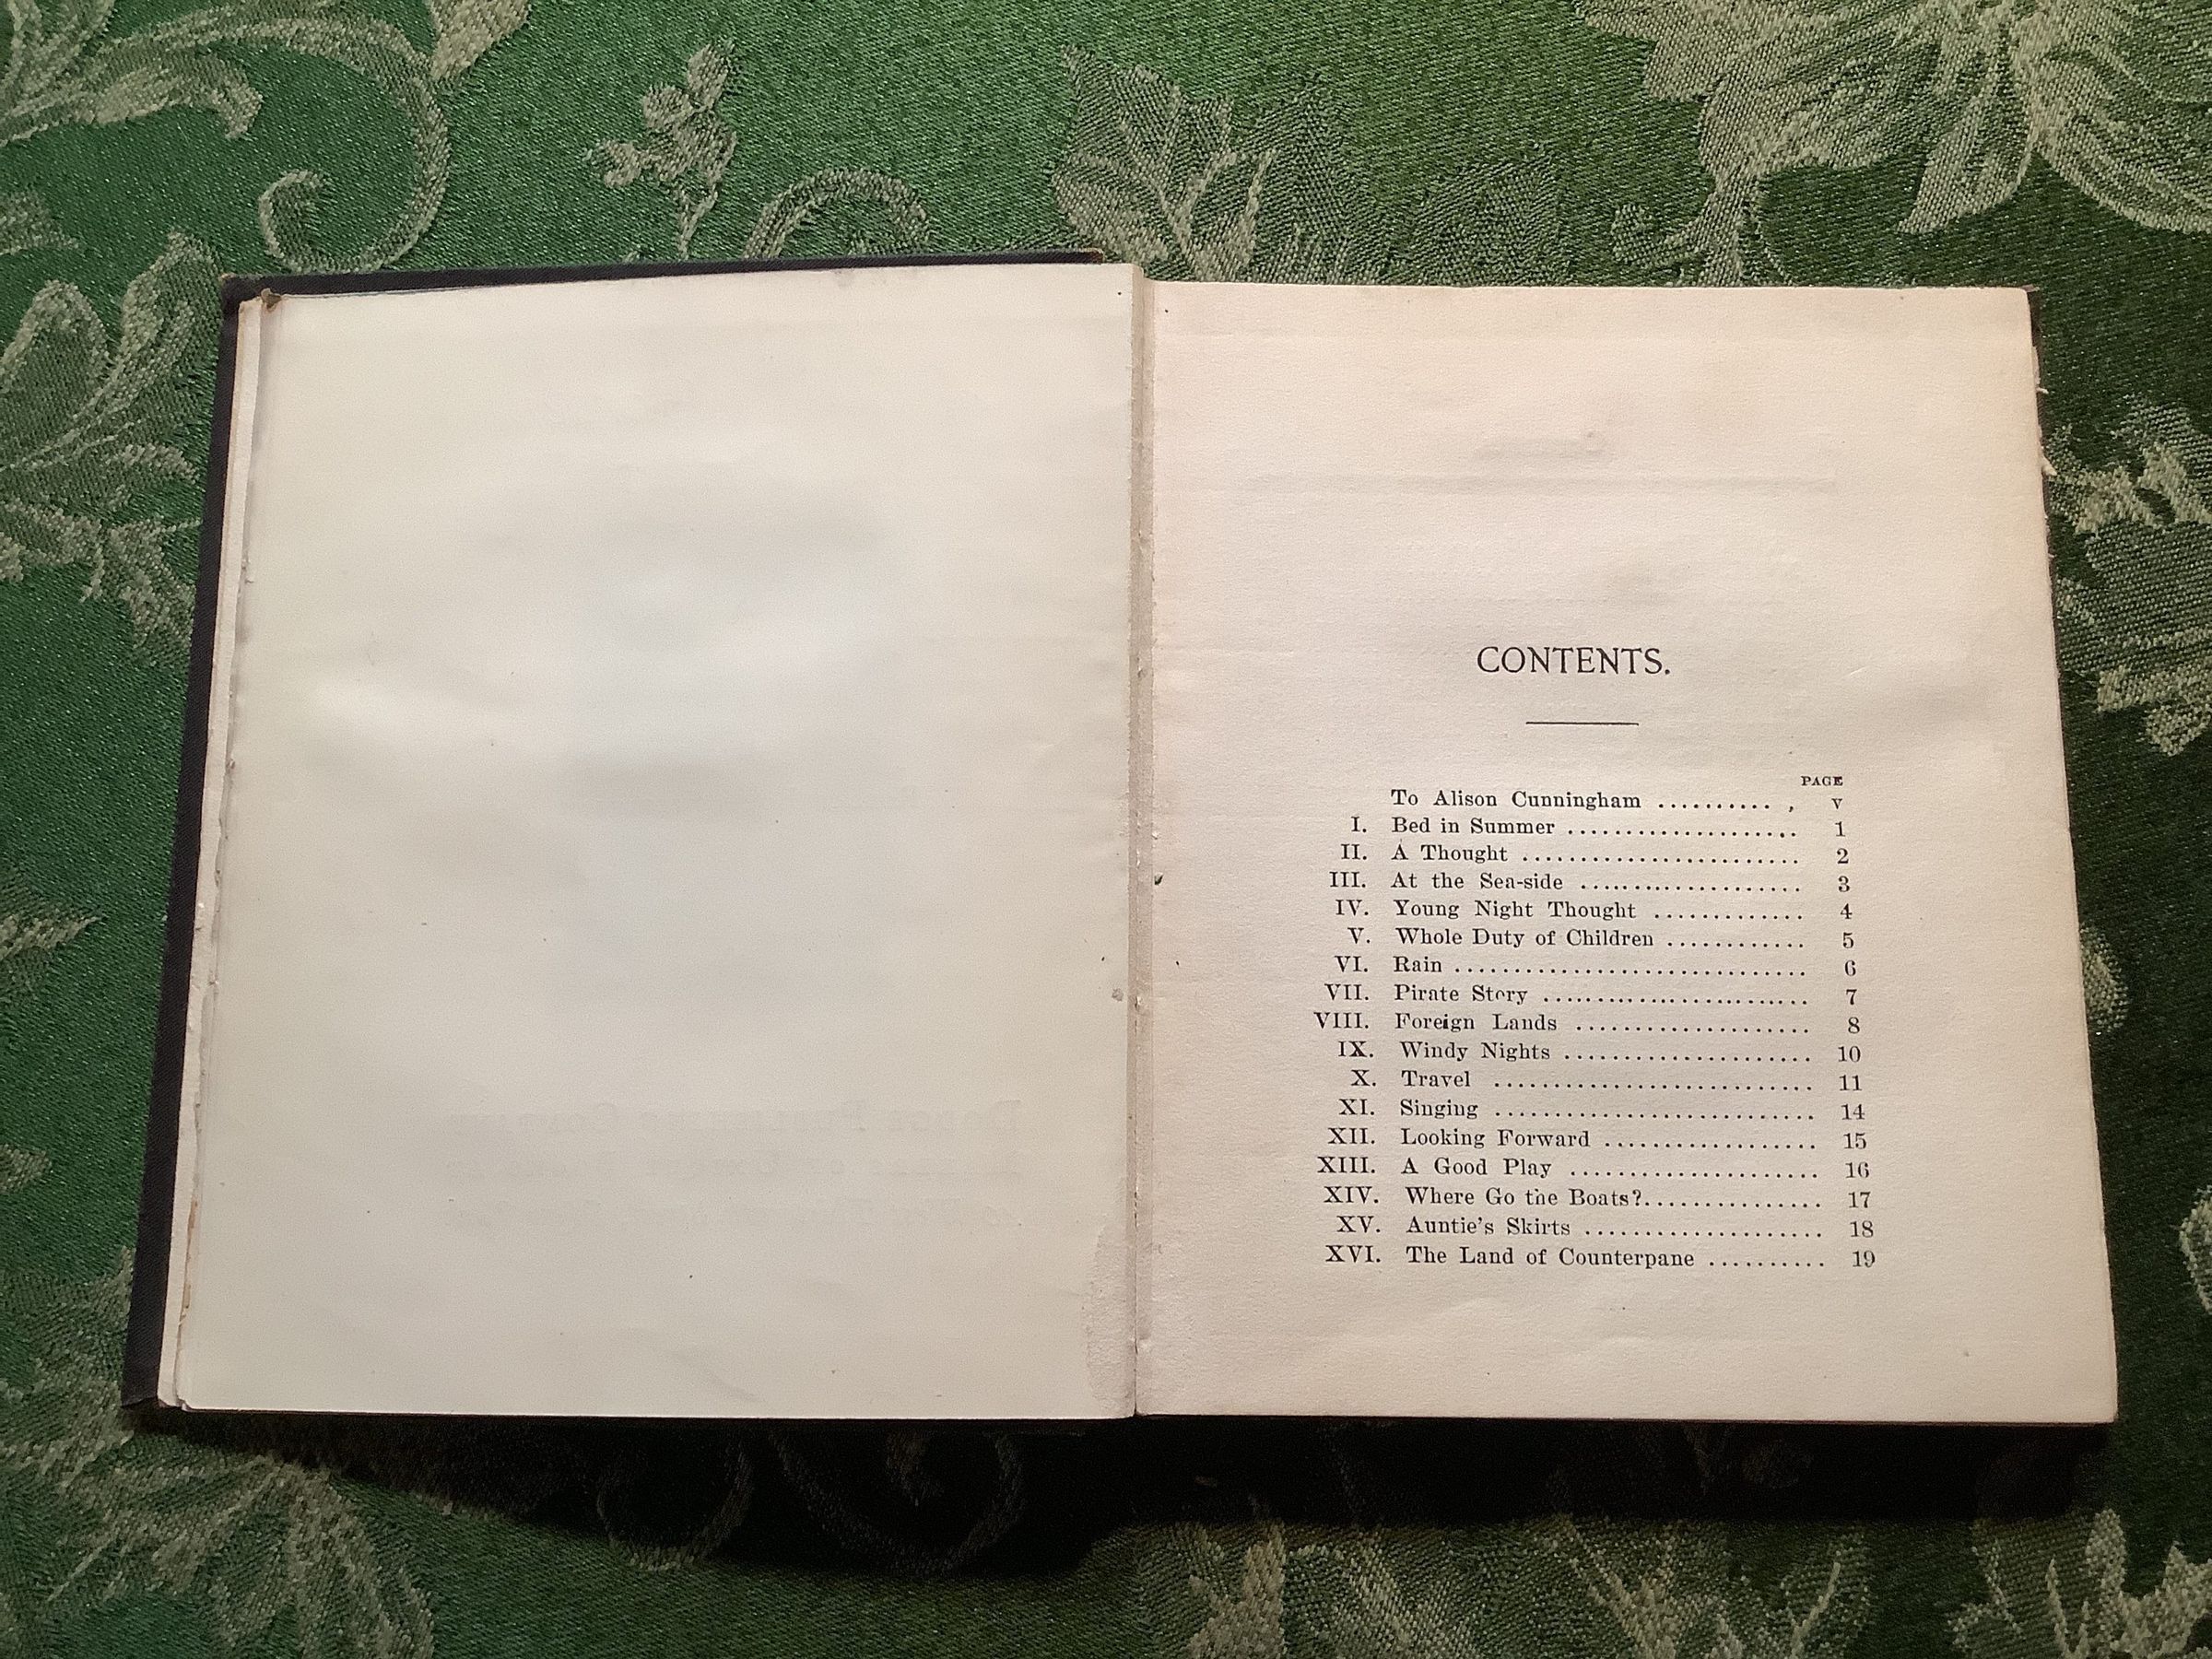 CONTENTS.
PAGE
To Alison Cunningham .......... , v
I. Bed in Summer .................... 1
II. A Thought ........................ 2
III. At the Sea-side ................... 3
IV. Young Night Thought ............. 4
V. Whole Duty of Children ............ 5
VI. Rain .............................. 6
VII. Pirate Story ....................... 7
VIII. Foreign Lands .................... 8
IX. Windy Nights ..................... 10
X. Travel ........................... 11
XI. Singing ........................... 14
XII. Looking Forward .................. 15
XIII. A Good Play ..................... 16
XIV. Where Go the Boats?............... 17
XV. Auntie's Skirts .................... 18
XVI. The Land of Counterpane .......... 19